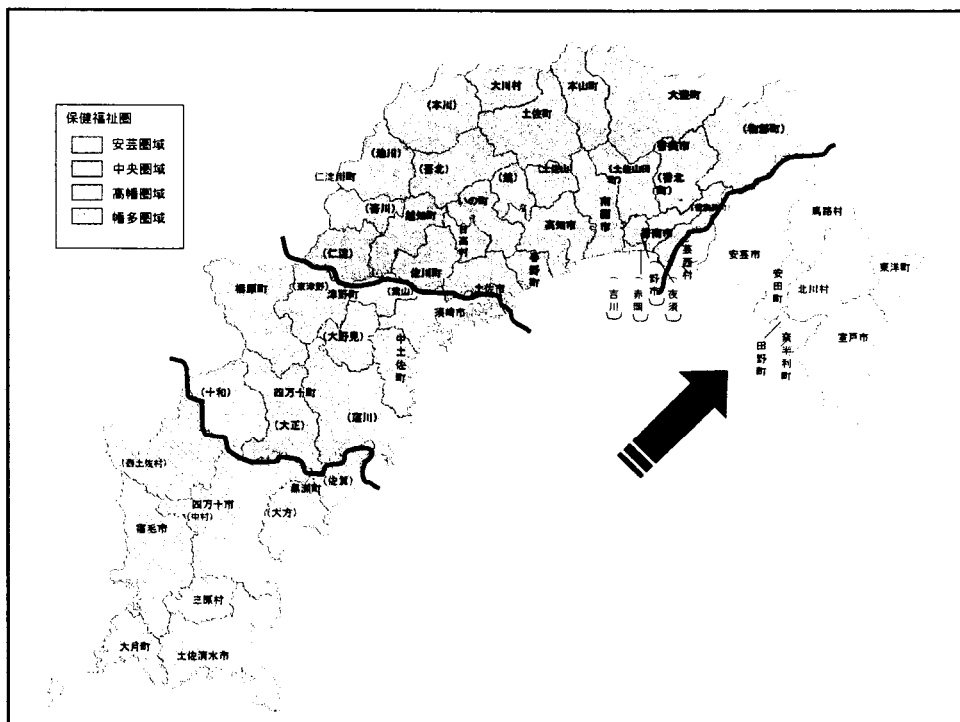 保健福祉圏
安芸圏域
中央圏域
高幡圏域
幡多圏域
大川村
本山町
大豊町
(本川)
土佐町
(物部町)
香美市
(池川)
仁淀川町
(吾北)
(土佐山)
(土佐山田町)
(香北町)
(吾川)
越知町
いの町
日高村
高知市
南国市
香南市
(仁淀)
佐川町
春野町
土佐市
芸西村
馬路村
安芸市
東洋町
安田町
北川村
室戸市
田野町
奈半利町
(野市)
(夜須)
(赤岡)
(吉川)
梼原町
(東津野)
津野町
(葉山)
須崎市
(大野見)
中土佐町
(十和)
四万十町
(大正)
(窪川)
(西土佐村)
黒潮町
(佐賀)
四万十市
(中村)
(大方)
宿毛市
三原村
大月町
土佐清水市